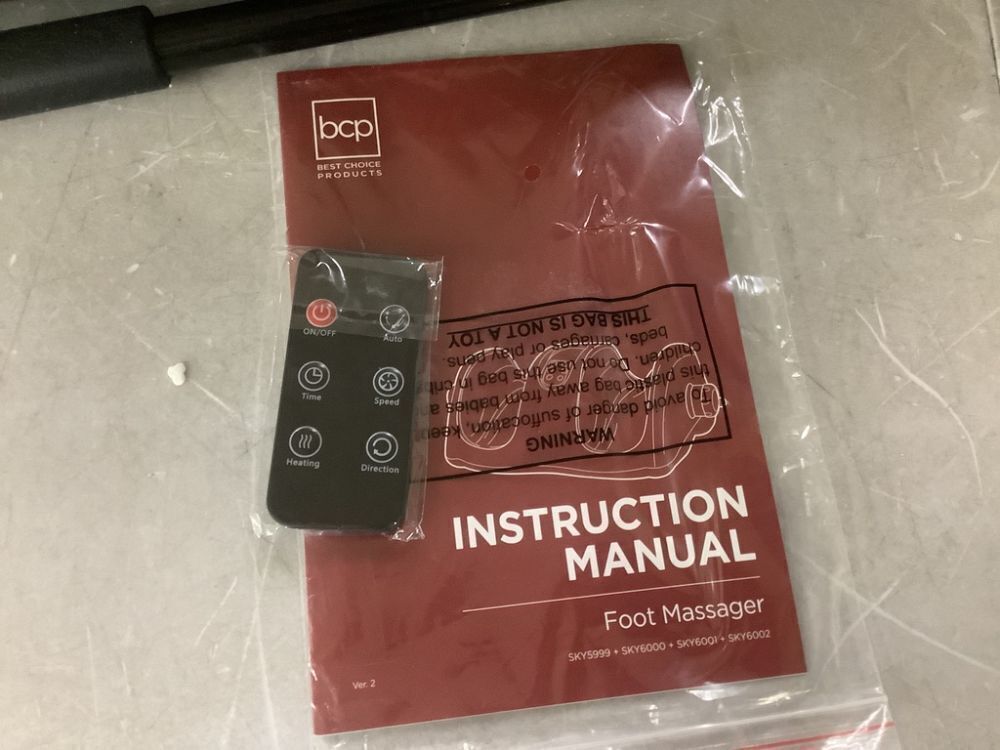 bcp
BEST CHOICE
PRODUCTS
ON/OFF
Auto
Time
Speed
Heating
Direction
WARNING
To avoid danger of suffocation, keep
this plastic bag away from babies and
children. Do not use this bag in cribs,
beds, carriages or play pens.
THIS BAG IS NOT A TOY
INSTRUCTION
MANUAL
Foot Massager
SKY5999 + SKY6000 + SKY6001 + SKY6002
Ver. 2